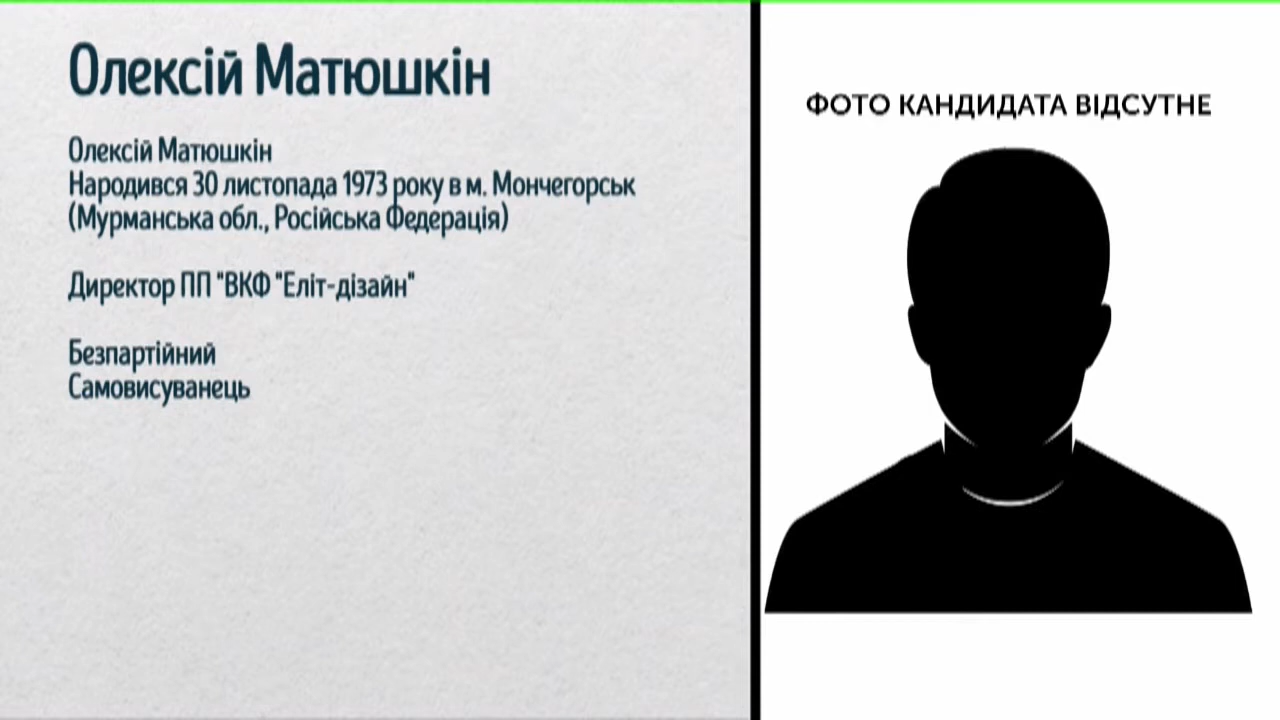 Олексій Матюшкін
Олексій Матюшкін
Народився 30 листопада 1973 року в м. Мончегорськ
(Мурманська обл., Російська Федерація)
Директор ПП "ВКФ "Еліт-дізайн"
Безпартійний
Самовисуванець
ФОТО КАНДИДАТА ВІДСУТНЕ